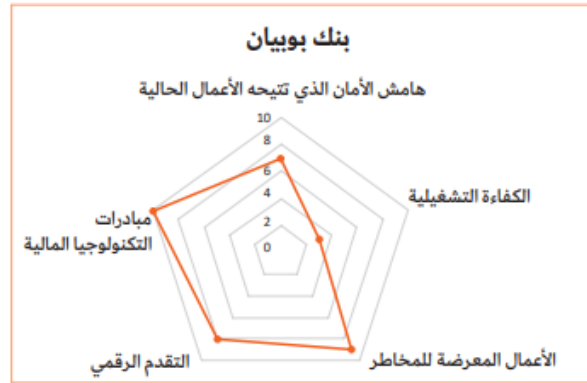 بنك بوبيان
هامش الأمان الذي تتيحه الأعمال الحالية
10
8
6
4
2
0
الكفاءة التشغيلية
مبادرات
التكنولوجيا المالية
الأعمال المعرضة للمخاطر
التقدم الرقمي